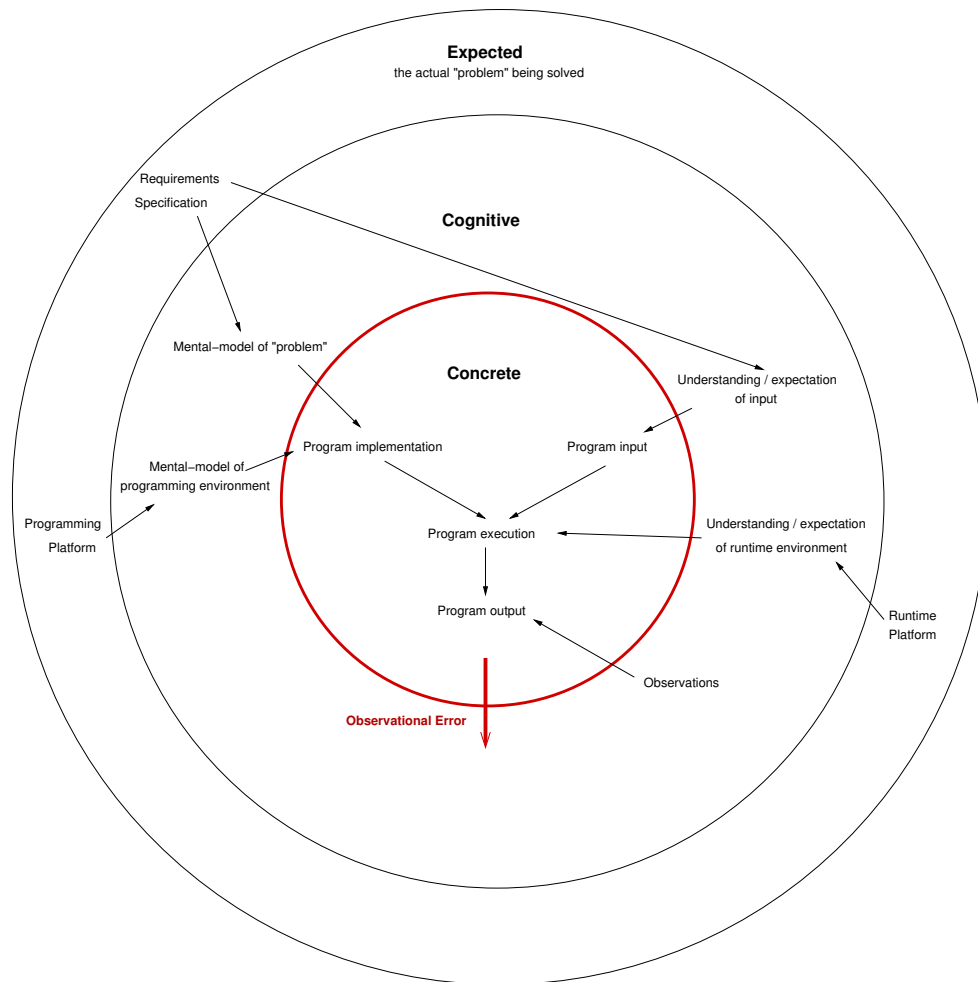 Expected
the actual "problem" being solved
Requirements
Specification
Cognitive
Mental−model of "problem"
Concrete
Understanding / expectation
of input
Program implementation
Program input
Mental−model of
programming environment
Programming
Platform
Program execution
Understanding / expectation
of runtime environment
Program output
Runtime
Platform
Observations
Observational Error